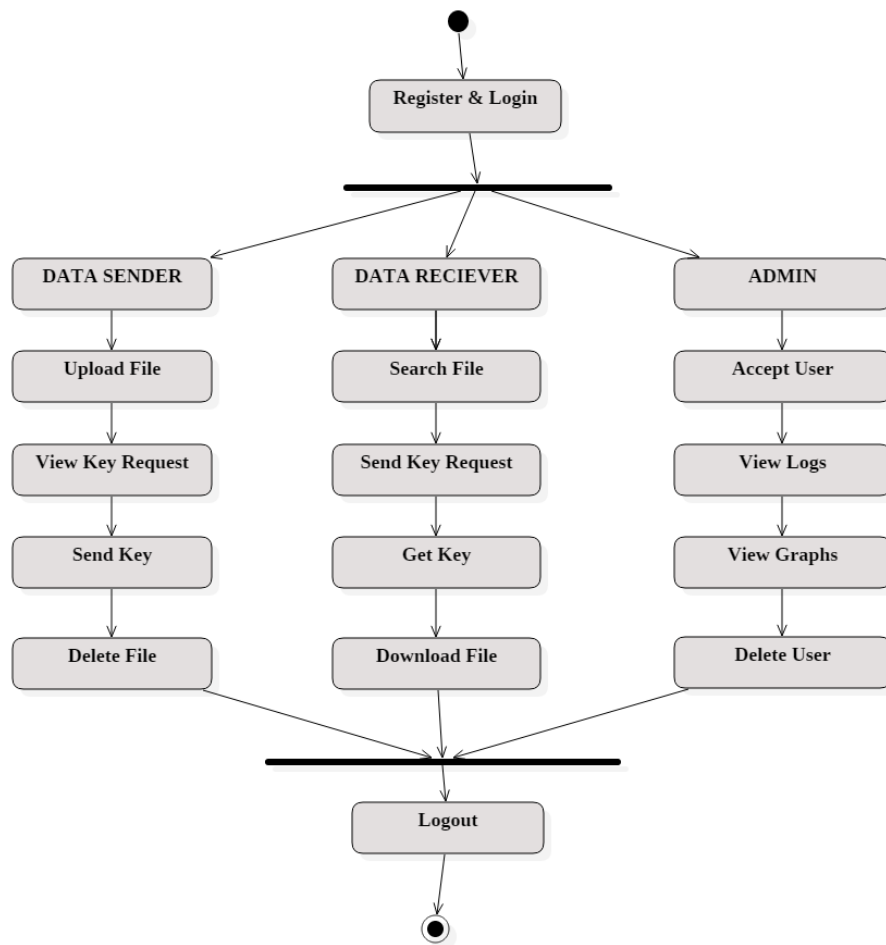 Register & Login
DATA SENDER
DATA RECIEVER
ADMIN
Upload File
Search File
Accept User
View Key Request
Send Key Request
View Logs
Send Key
Get Key
View Graphs
Delete File
Download File
Delete User
Logout